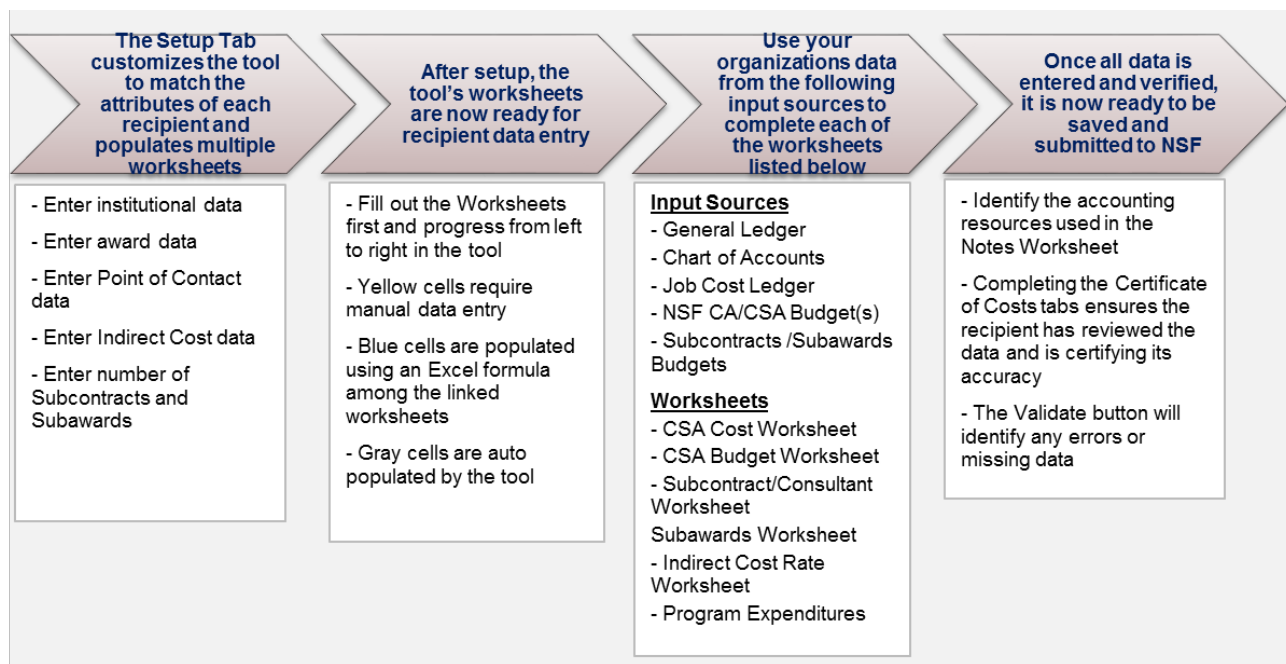 The Setup Tab
customizes the tool
to match the
attributes of each
recipient and
populates multiple
worksheets
- Enter institutional data
- Enter award data
- Enter Point of Contact
data
- Enter Indirect Cost data
- Enter number of
Subcontracts and
Subawards
After setup, the
tool's worksheets
are now ready for
recipient data entry
- Fill out the Worksheets
first and progress from left
to right in the tool
- Yellow cells require
manual data entry
- Blue cells are populated
using an Excel formula
among the linked
worksheets
- Gray cells are auto
populated by the tool
Use your
organizations data
from the following
input sources to
complete each of
the worksheets
listed below
Input Sources
- General Ledger
- Chart of Accounts
- Job Cost Ledger
- NSF CA/CSA Budget(s)
- Subcontracts /Subawards
Budgets
Worksheets
- CSA Cost Worksheet
- CSA Budget Worksheet
- Subcontract/Consultant
Worksheet
Subawards Worksheet
- Indirect Cost Rate
Worksheet
- Program Expenditures
Once all data is
entered and verified,
it is now ready to be
saved and
submitted to NSF
- Identify the accounting
resources used in the
Notes Worksheet
- Completing the Certificate
of Costs tabs ensures the
recipient has reviewed the
data and is certifying its
accuracy
- The Validate button will
identify any errors or
missing data